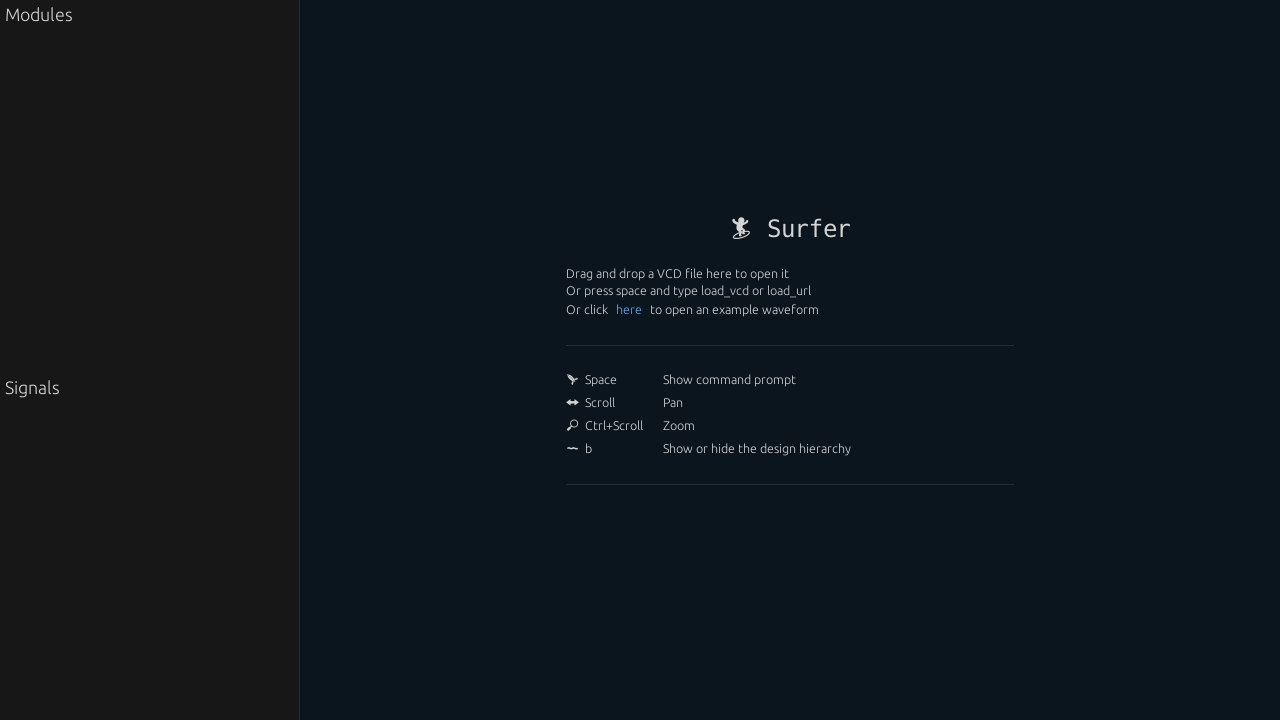 Modules
Signals
Surfer
Drag and drop a VCD file here to open it
Or press space and type load_vcd or load_url
Or click here to open an example waveform
Space Show command prompt
Scroll Pan
Ctrl+Scroll Zoom
b Show or hide the design hierarchy